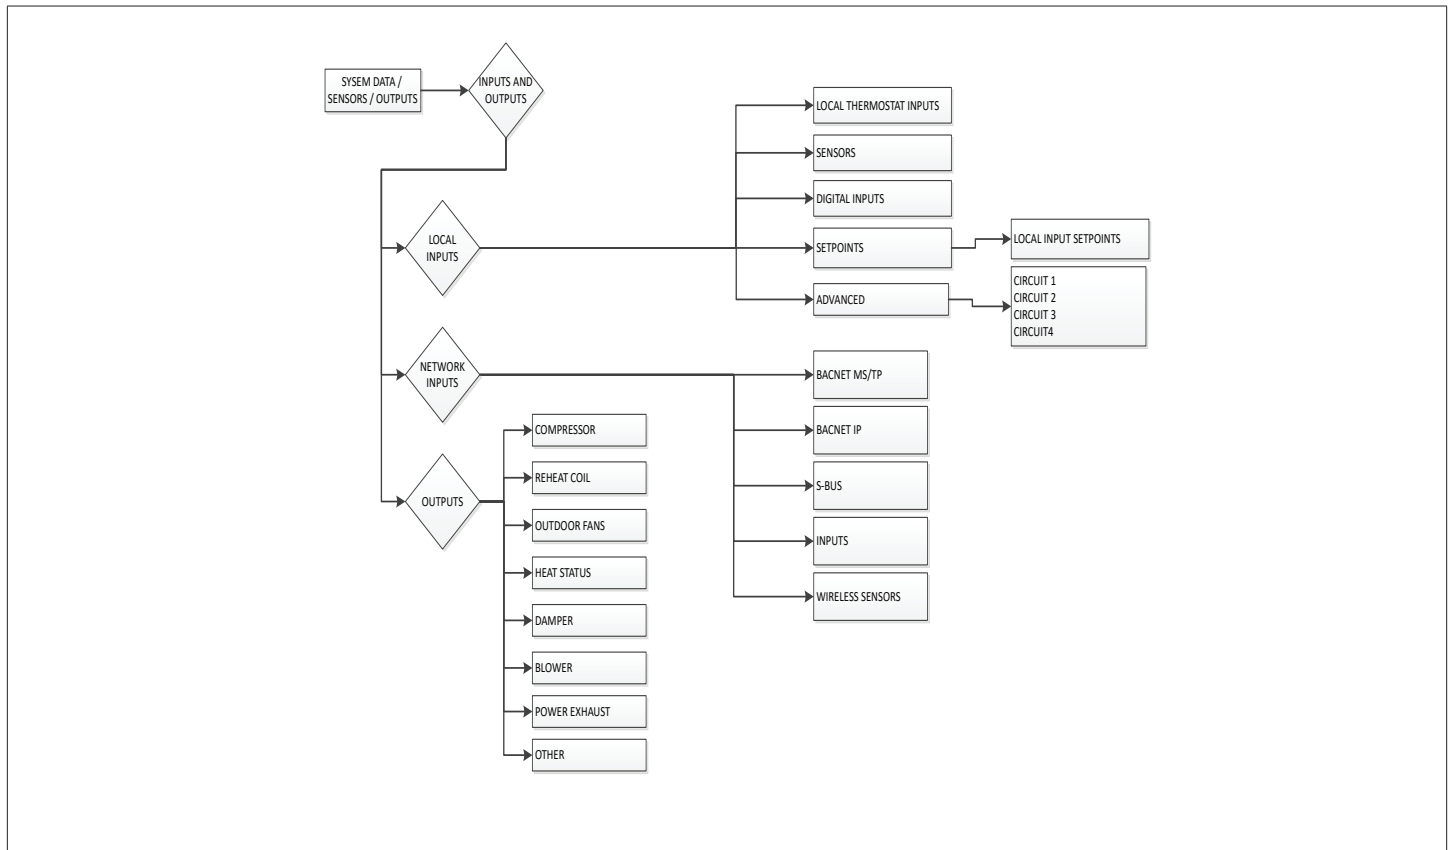 SYSEM DATA /
SENSORS / OUTPUTS
INPUTS AND
OUTPUTS
LOCAL
INPUTS
LOCAL THERMOSTAT INPUTS
SENSORS
DIGITAL INPUTS
SETPOINTS
LOCAL INPUT SETPOINTS
ADVANCED
CIRCUIT 1
CIRCUIT 2
CIRCUIT 3
CIRCUIT4
NETWORK
INPUTS
BACNET MS/TP
BACNET IP
S-BUS
INPUTS
WIRELESS SENSORS
OUTPUTS
COMPRESSOR
REHEAT COIL
OUTDOOR FANS
HEAT STATUS
DAMPER
BLOWER
POWER EXHAUST
OTHER